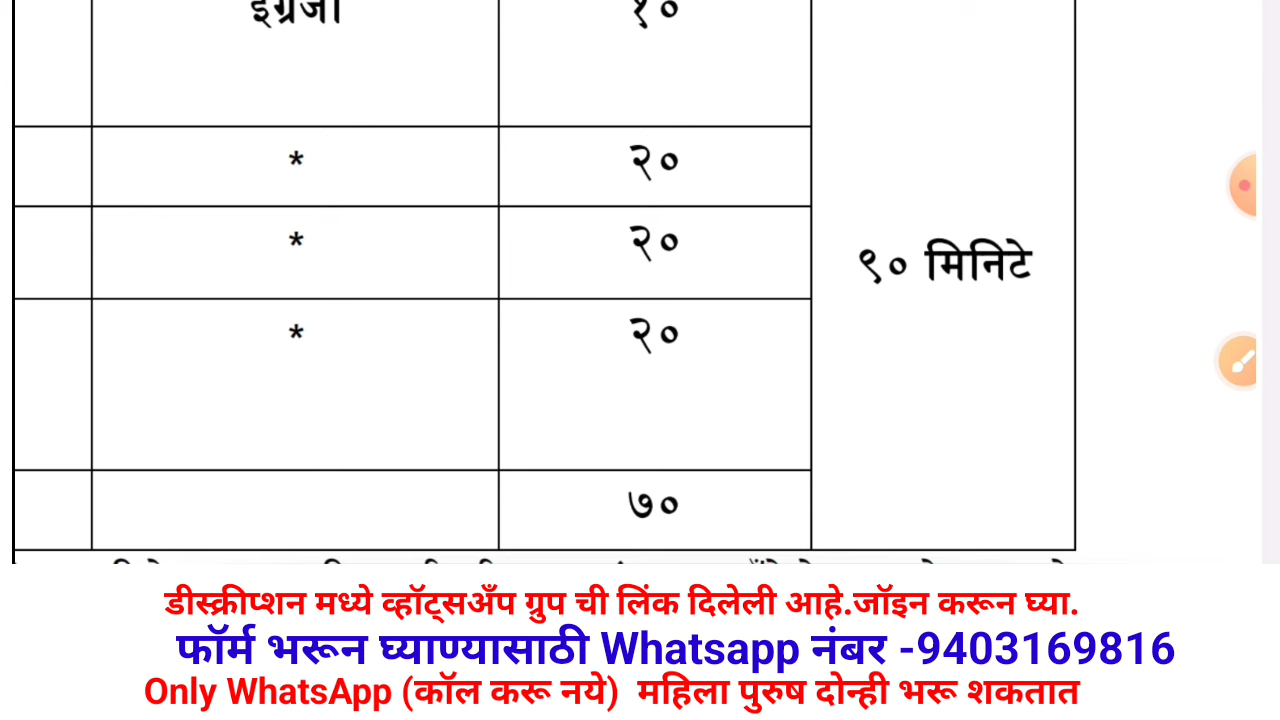 इंग्रजी १०
* २०
* २०
९० मिनिटे
* २०
७०
डीस्क्रीप्शन मध्ये व्हॉट्सअँप ग्रुप ची लिंक दिलेली आहे.जॉइन करून घ्या.
फॉर्म भरून घ्याण्यासाठी Whatsapp नंबर -9403169816
Only WhatsApp (कॉल करू नये) महिला पुरुष दोन्ही भरू शकतात